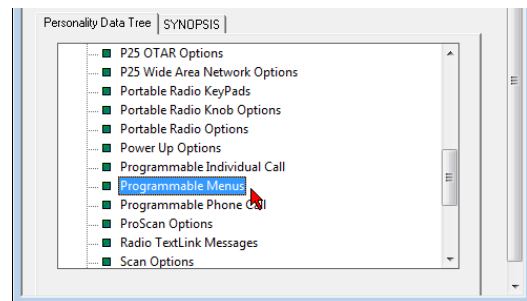 Personality Data Tree SYNOPSIS
P25 OTAR Options
P25 Wide Area Network Options
Portable Radio KeyPads
Portable Radio Knob Options
Portable Radio Options
Power Up Options
Programmable Individual Call
Programmable Menus
Programmable Phone Call
ProScan Options
Radio TextLink Messages
Scan Options